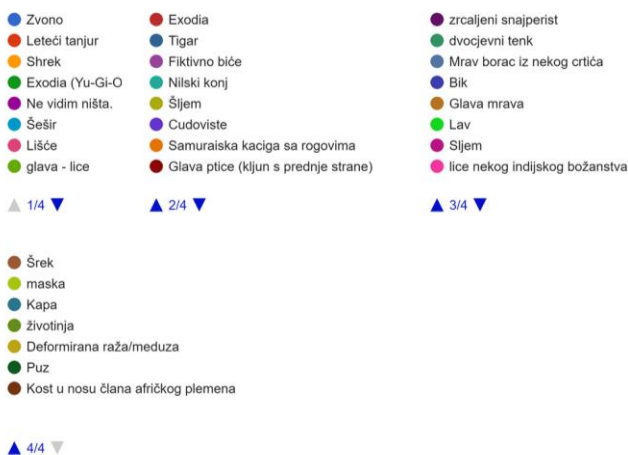 Zvono
Leteći tanjur
Shrek
Exodia (Yu-Gi-O
Ne vidim ništa.
Šešir
Lišće
glava - lice
1/4
Exodia
Tigar
Fiktivno biće
Nilski konj
Šljem
Cudoviste
Samuraiska kaciga sa rogovima
Glava ptice (kljun s prednje strane)
2/4
zrcaljeni snajperist
dvocjevni tenk
Mrav borac iz nekog crtića
Bik
Glava mrava
Lav
Sljem
lice nekog indijskog božanstva
3/4
Šrek
maska
Kapa
životinja
Deformirana raža/meduza
Puz
Kost u nosu člana afričkog plemena
4/4